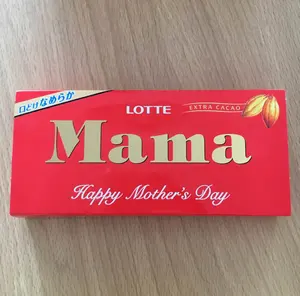 口どけなめらか
LOTTE
EXTRA CACAO
Mama
Happy Mother's Day